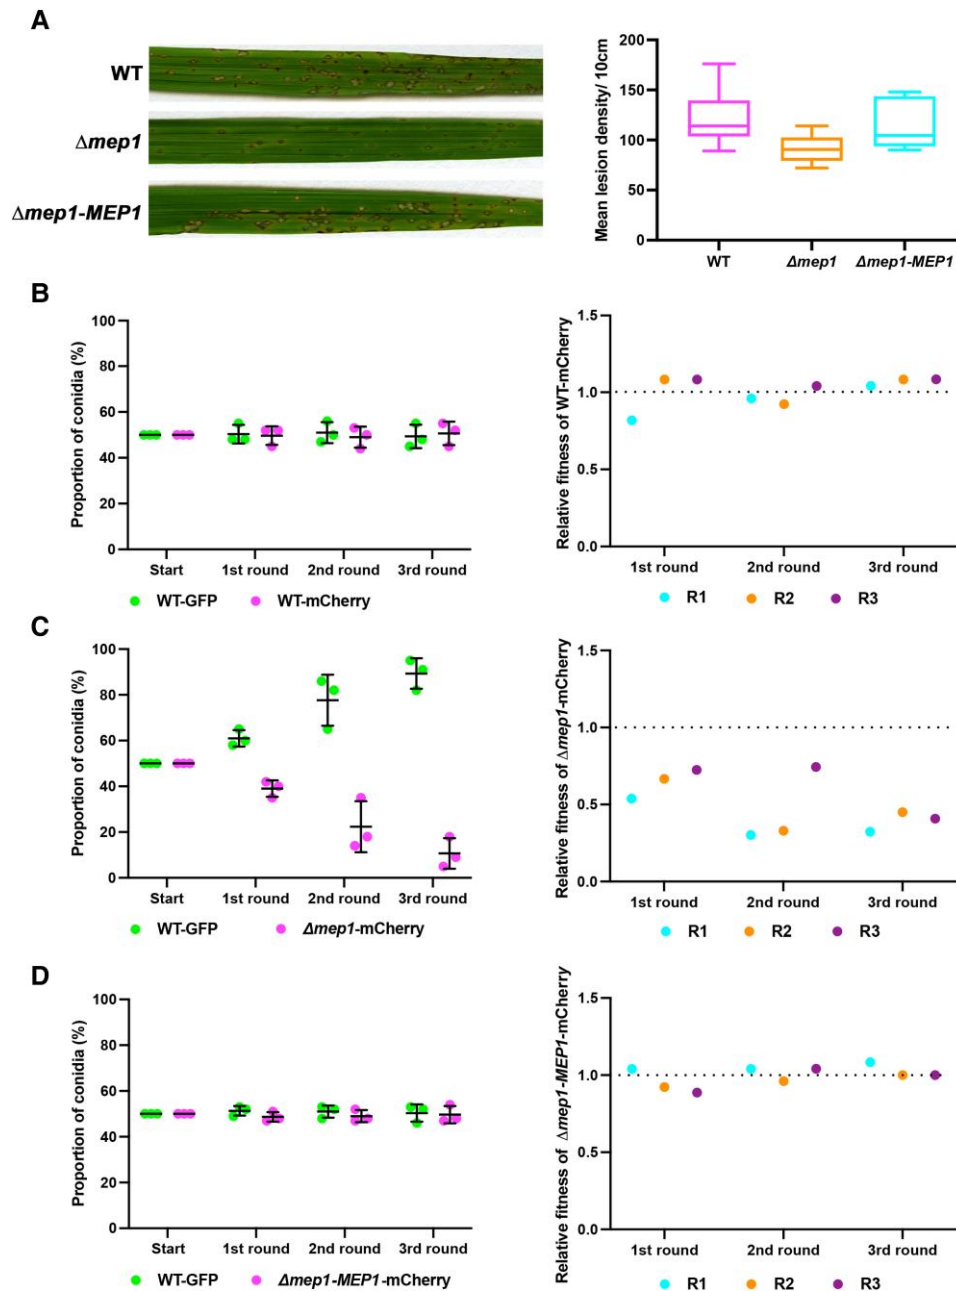 A
WT
Δmep1
Δmep1-MEP1
Mean lesion density/ 10cm
200
150
100
50
0
WT
Δmep1
Δmep1-MEP1
B
Proportion of conidia (%)
100
80
60
40
20
0
Start
1st round
2nd round
3rd round
WT-GFP
WT-mCherry
Relative fitness of WT-mCherry
1.5
1.0
0.5
0.0
1st round
2nd round
3rd round
R1
R2
R3
C
Proportion of conidia (%)
100
80
60
40
20
0
Start
1st round
2nd round
3rd round
WT-GFP
Δmep1-mCherry
Relative fitness of Δmep1-mCherry
1.5
1.0
0.5
0.0
1st round
2nd round
3rd round
R1
R2
R3
D
Proportion of conidia (%)
100
80
60
40
20
0
Start
1st round
2nd round
3rd round
WT-GFP
Δmep1-MEP1-mCherry
Relative fitness of Δmep1-MEP1-mCherry
1.5
1.0
0.5
0.0
1st round
2nd round
3rd round
R1
R2
R3